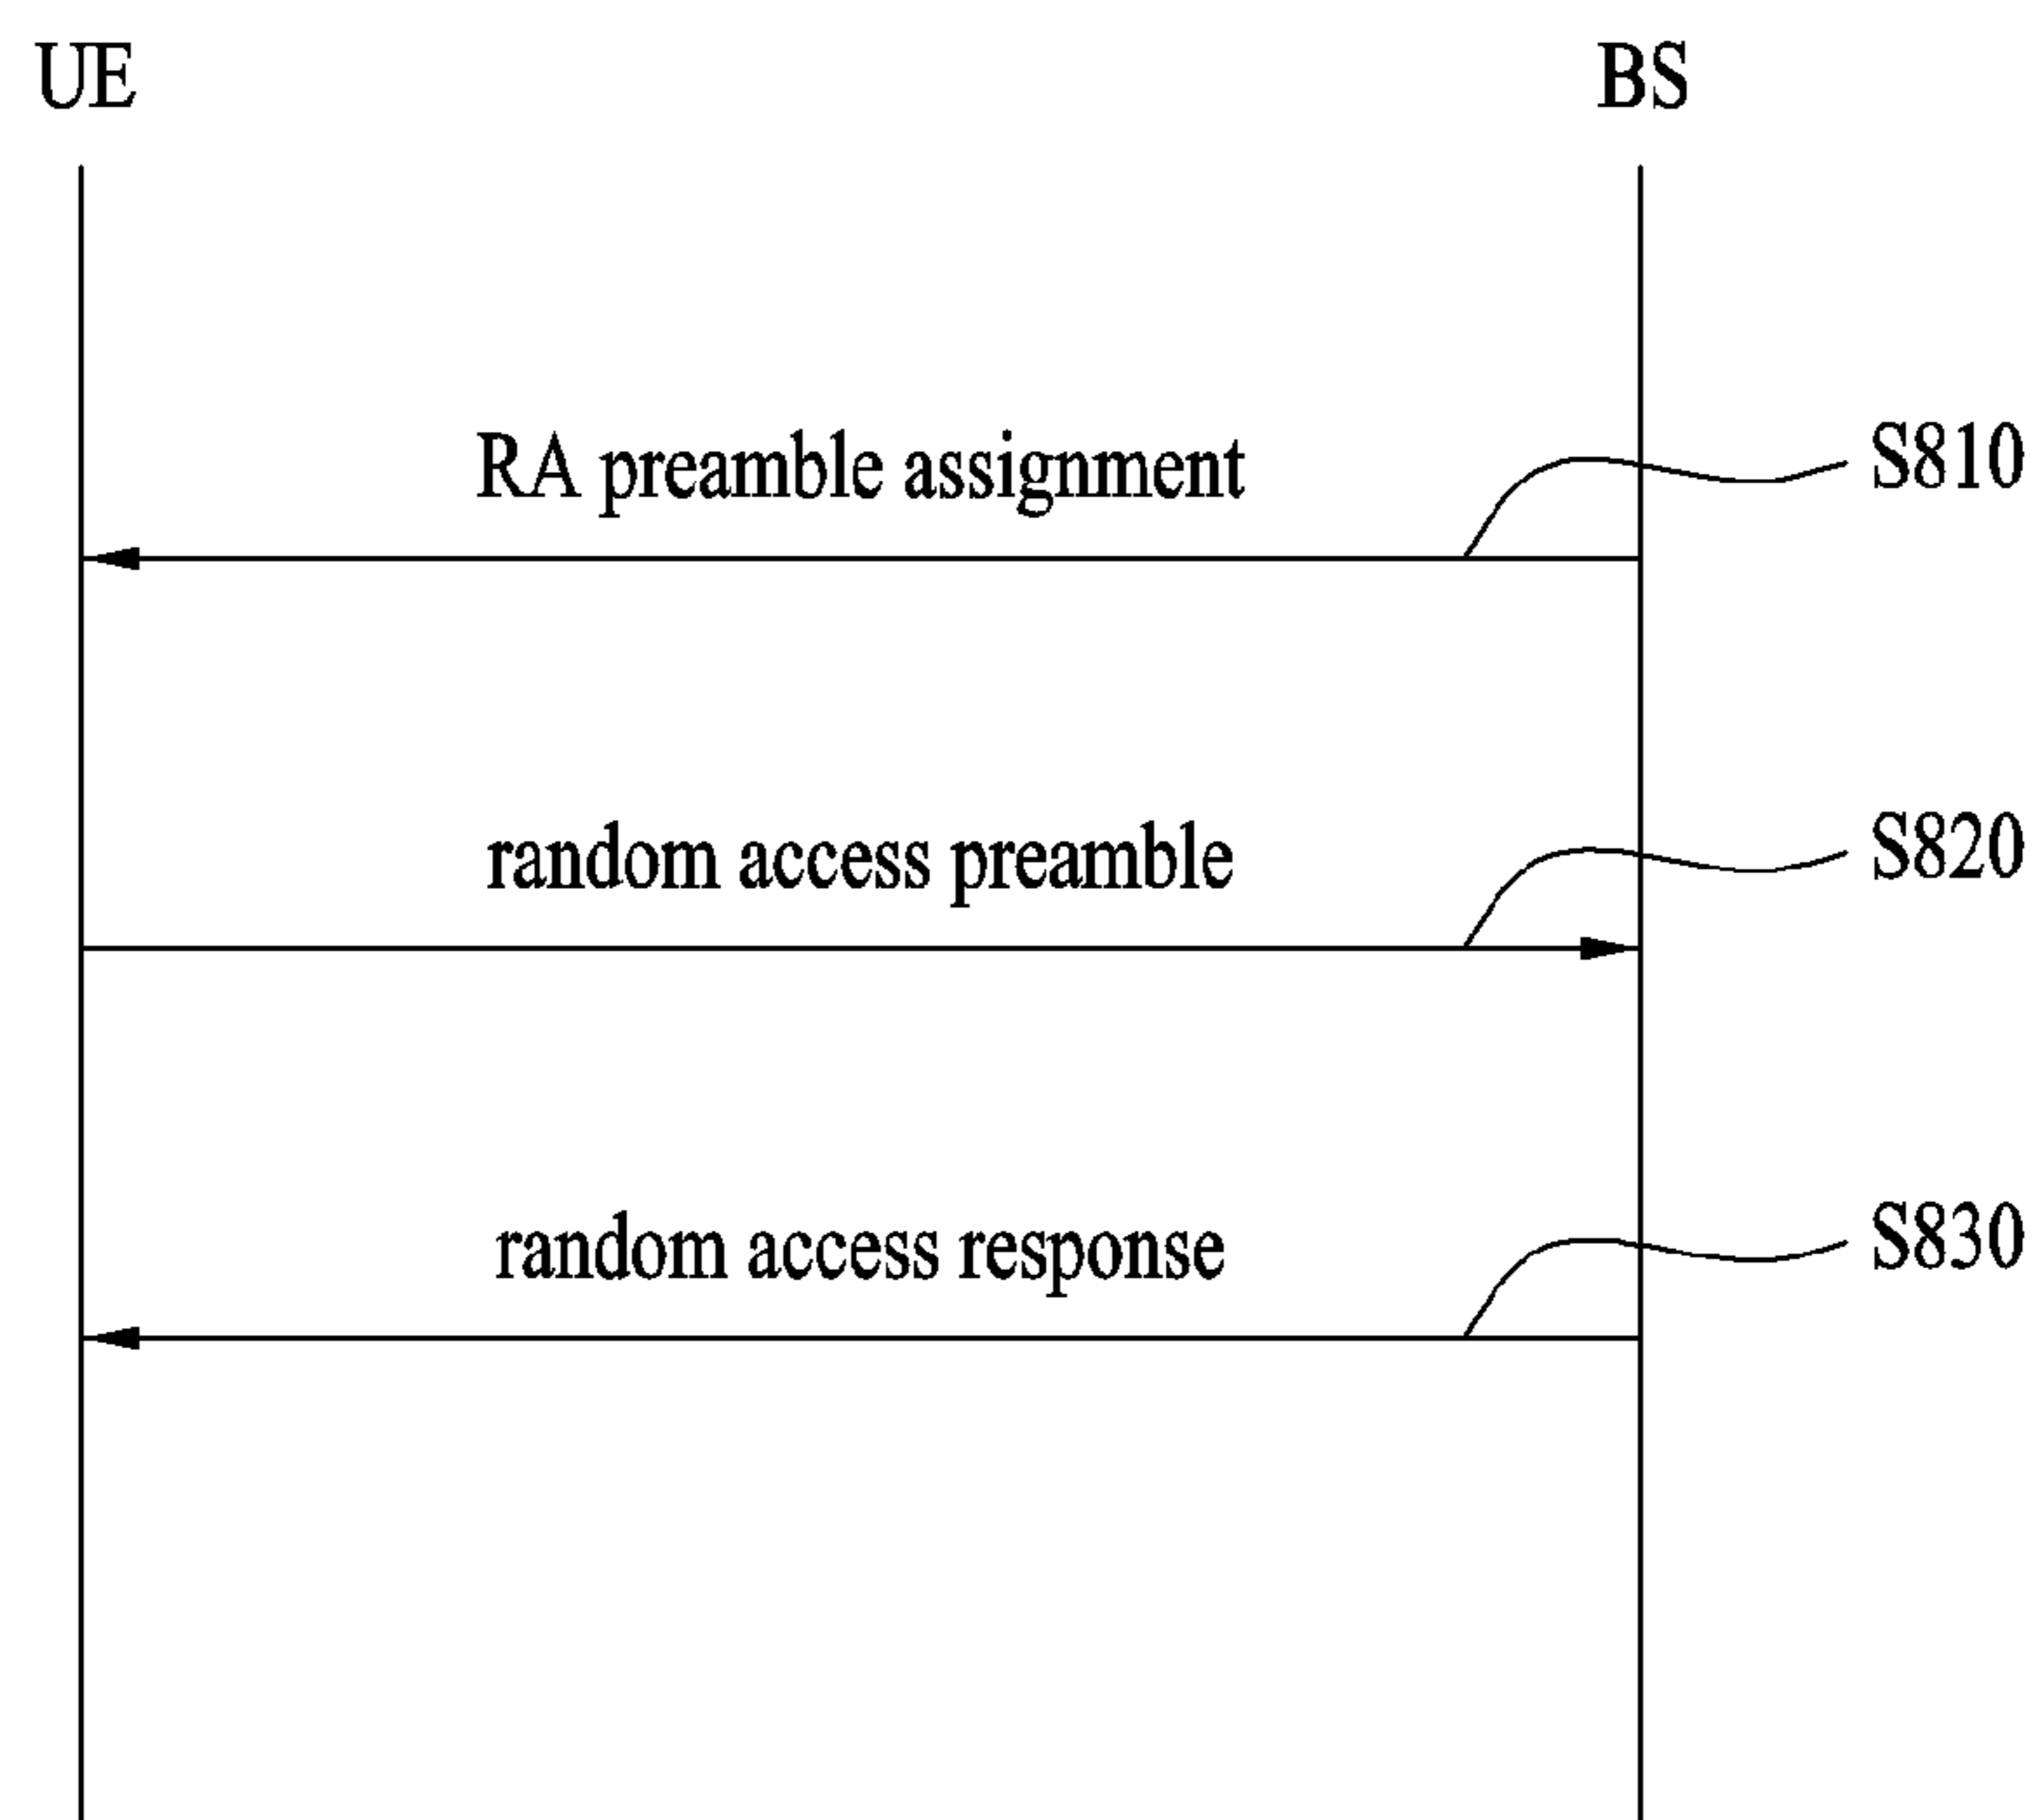 UE
BS
RA preamble assignment
S810
random access preamble
S820
random access response
S830